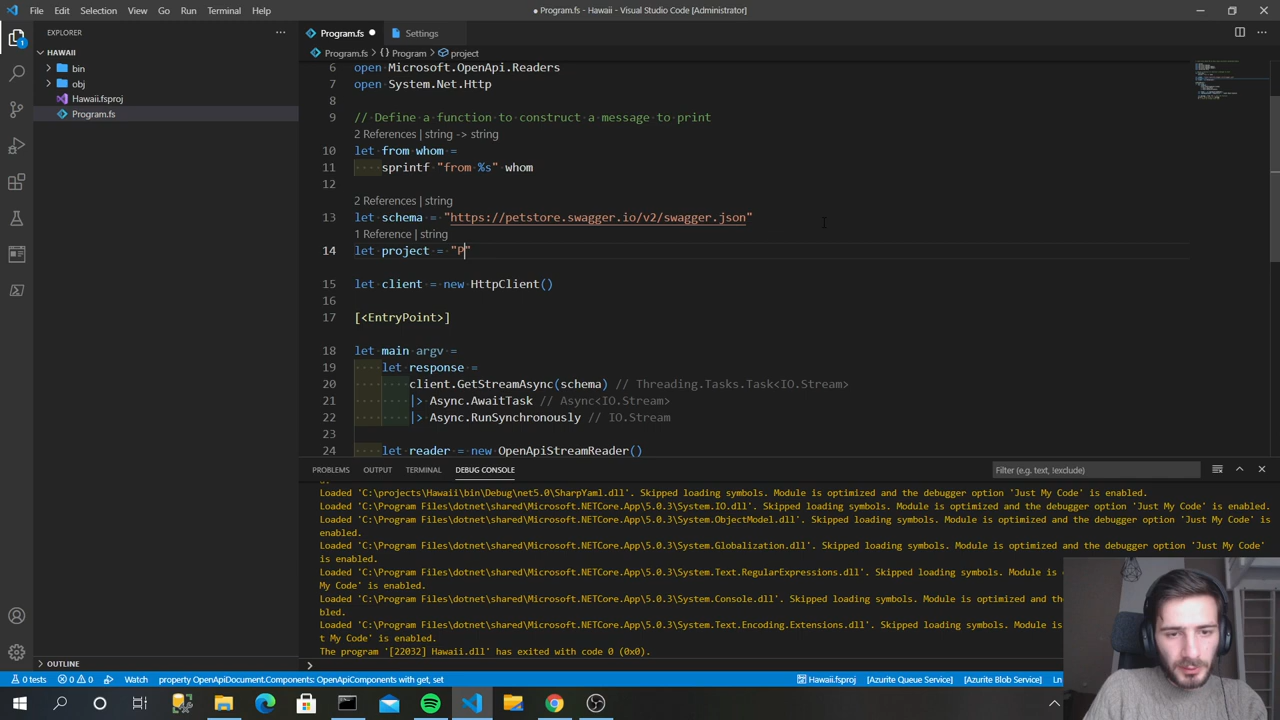 File Edit Selection View Go Run Terminal Help
● Program.fs - Hawaii - Visual Studio Code [Administrator]
EXPLORER
Program.fs ●
Settings
HAWAII
Program.fs > {} Program > project
bin
obj
Hawaii.fsproj
Program.fs
6 open Microsoft.OpenApi.Readers
7 open System.Net.Http
8
9 // Define a function to construct a message to print
2 References | string -> string
10 let from whom =
11 sprintf "from %s" whom
12
2 References | string
13 let schema = "https://petstore.swagger.io/v2/swagger.json"
1 Reference | string
14 let project = "P"
15 let client = new HttpClient()
16
17 [<EntryPoint>]
18 let main argv =
19 let response =
20 client.GetStreamAsync(schema) // Threading.Tasks.Task<IO.Stream>
21 |> Async.AwaitTask // Async<IO.Stream>
22 |> Async.RunSynchronously // IO.Stream
23
24 let reader = new OpenApiStreamReader()
PROBLEMS OUTPUT TERMINAL DEBUG CONSOLE
Filter (e.g. text, !exclude)
Loaded 'C:\projects\Hawaii\bin\Debug\net5.0\SharpYaml.dll'. Skipped loading symbols. Module is optimized and the debugger option 'Just My Code' is enabled.
Loaded 'C:\Program Files\dotnet\shared\Microsoft.NETCore.App\5.0.3\System.IO.dll'. Skipped loading symbols. Module is optimized and the debugger option 'Just My Code' is enabled.
Loaded 'C:\Program Files\dotnet\shared\Microsoft.NETCore.App\5.0.3\System.ObjectModel.dll'. Skipped loading symbols. Module is optimized and the debugger option 'Just My Code' is
enabled.
Loaded 'C:\Program Files\dotnet\shared\Microsoft.NETCore.App\5.0.3\System.Globalization.dll'. Skipped loading symbols. Module is optimized and the debugger option 'Just My Code'
is enabled.
Loaded 'C:\Program Files\dotnet\shared\Microsoft.NETCore.App\5.0.3\System.Text.RegularExpressions.dll'. Skipped loading symbols. Module is
My Code' is enabled.
Loaded 'C:\Program Files\dotnet\shared\Microsoft.NETCore.App\5.0.3\System.Console.dll'. Skipped loading symbols. Module is optimized and th
bled.
Loaded 'C:\Program Files\dotnet\shared\Microsoft.NETCore.App\5.0.3\System.Text.Encoding.Extensions.dll'. Skipped loading symbols. Module is
t My Code' is enabled.
The program '[22032] Hawaii.dll' has exited with code 0 (0x0).
OUTLINE
0 tests 0 0 Watch property OpenApiDocument.Components: OpenApiComponents with get, set
Hawaii.fsproj [Azurite Queue Service] [Azurite Blob Service] Ln